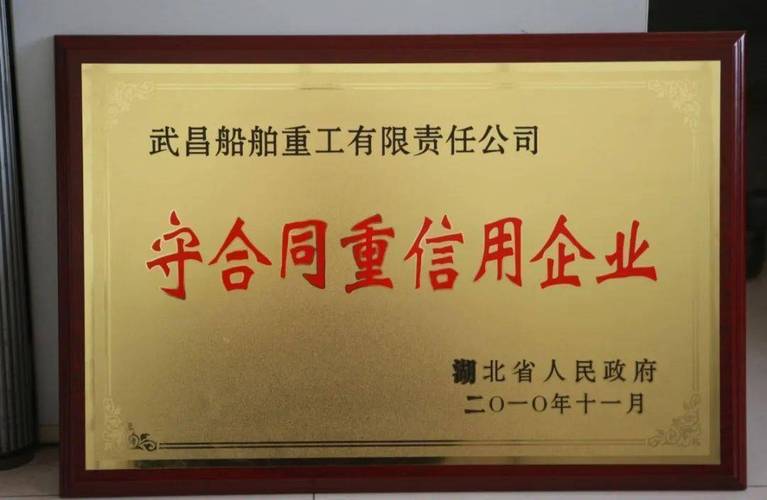 武昌船舶重工有限责任公司
守合同重信用企业
湖北省人民政府
二〇一〇年十一月